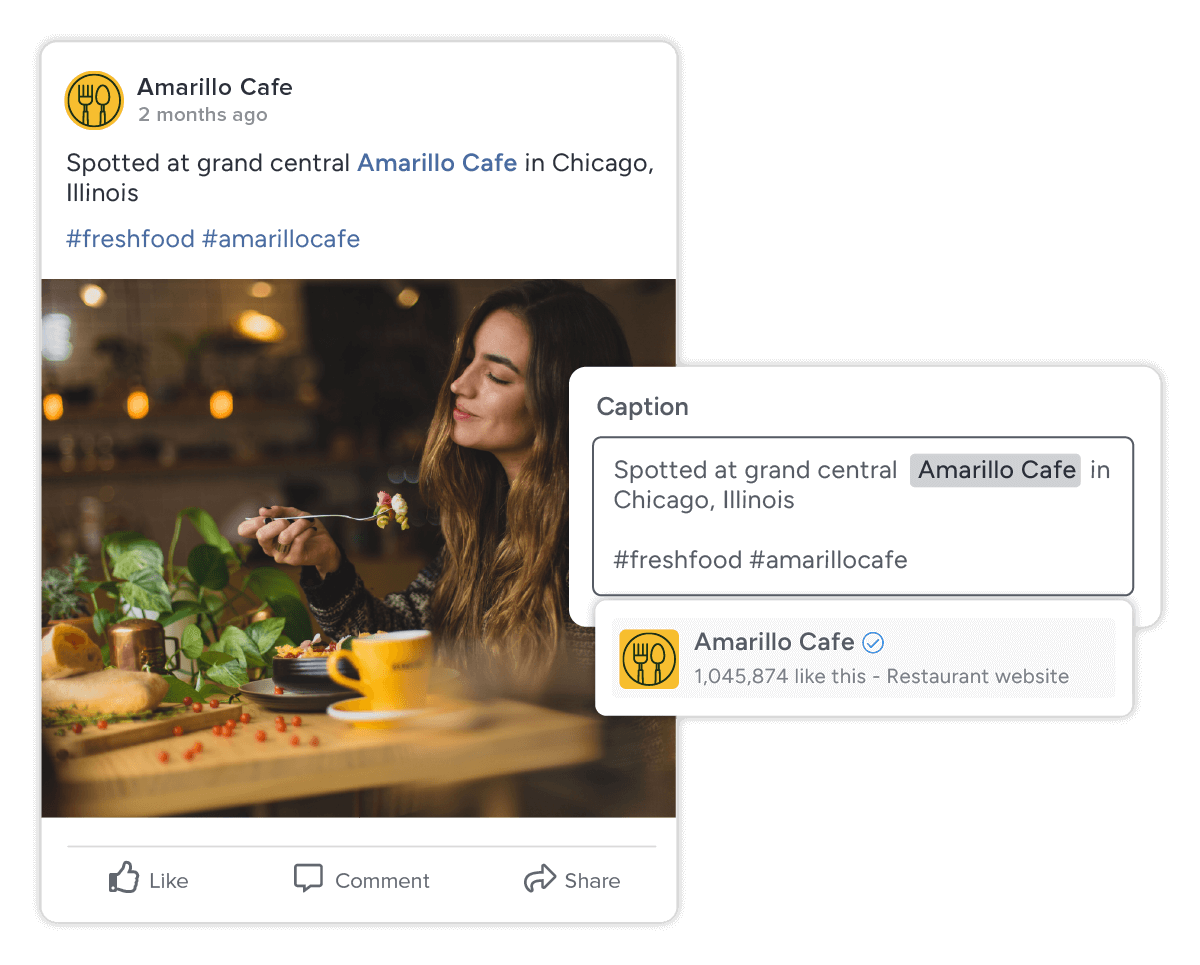 Amarillo Cafe
2 months ago
Spotted at grand central Amarillo Cafe in Chicago,
Illinois
#freshfood #amarillocafe
Caption
Spotted at grand central Amarillo Cafe in
Chicago, Illinois
#freshfood #amarillocafe
Amarillo Cafe
1,045,874 like this - Restaurant website
Like
Comment
Share